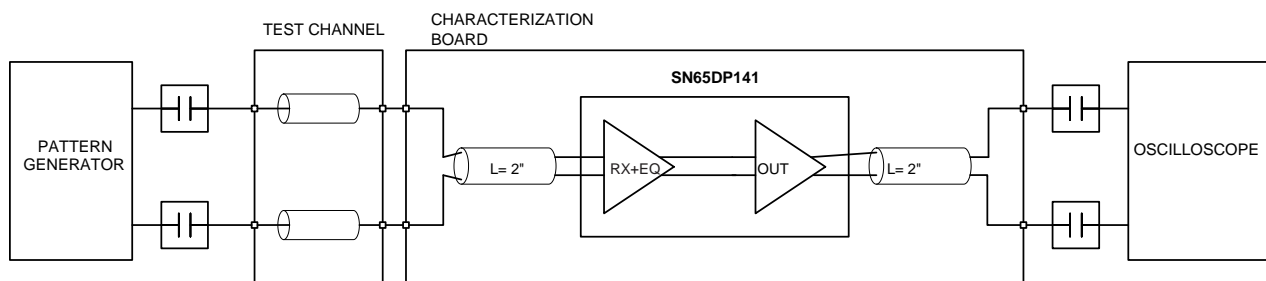 TEST CHANNEL
CHARACTERIZATION
BOARD
SN65DP141
PATTERN
GENERATOR
L= 2"
RX+EQ
OUT
L= 2"
OSCILLOSCOPE